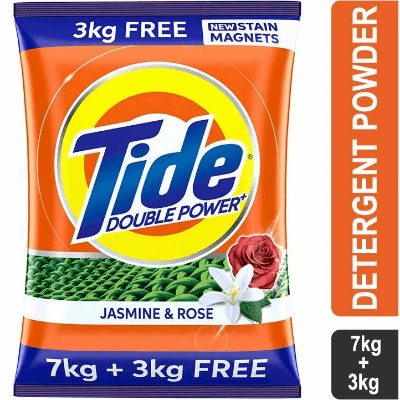 3kg FREE
NEW STAIN
MAGNETS
Tide®
DOUBLE POWER+
JASMINE & ROSE
7kg + 3kg FREE
DETERGENT POWDER
7kg
+
3kg